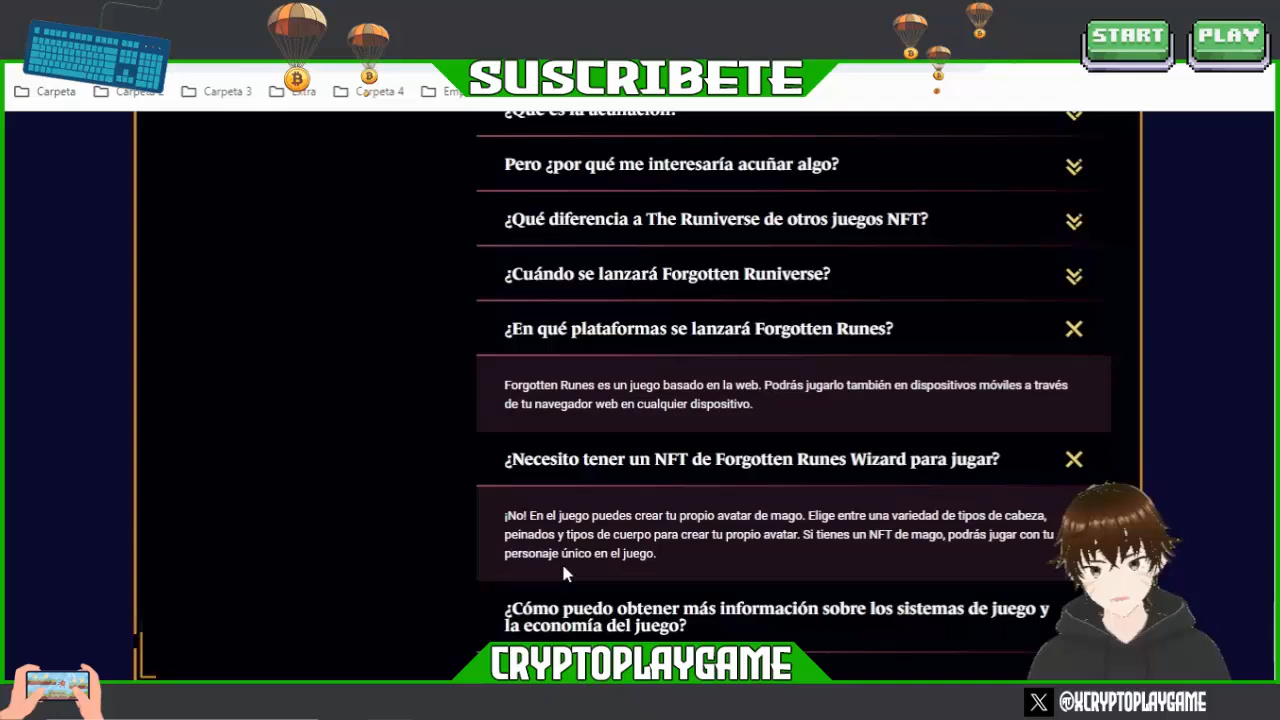 START
PLAY
SUSCRIBETE
Carpeta
Carpeta 2
Carpeta 3
Extra
Carpeta 4
¿Qué es la acuñación?
Pero ¿por qué me interesaría acuñar algo?
¿Qué diferencia a The Runiverse de otros juegos NFT?
¿Cuándo se lanzará Forgotten Runiverse?
¿En qué plataformas se lanzará Forgotten Runes?
Forgotten Runes es un juego basado en la web. Podrás jugarlo también en dispositivos móviles a través
de tu navegador web en cualquier dispositivo.
¿Necesito tener un NFT de Forgotten Runes Wizard para jugar?
¡No! En el juego puedes crear tu propio avatar de mago. Elige entre una variedad de tipos de cabeza,
peinados y tipos de cuerpo para crear tu propio avatar. Si tienes un NFT de mago, podrás jugar con tu
personaje único en el juego.
¿Cómo puedo obtener más información sobre los sistemas de juego y
la economía del juego?
CRYPTOPLAYGAME
@XCRYPTOPLAYGAME